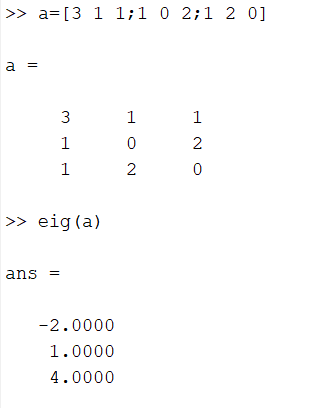 >> a=[3 1 1;1 0 2;1 2 0]
a =
3 1 1
1 0 2
1 2 0
>> eig(a)
ans =
-2.0000
1.0000
4.0000